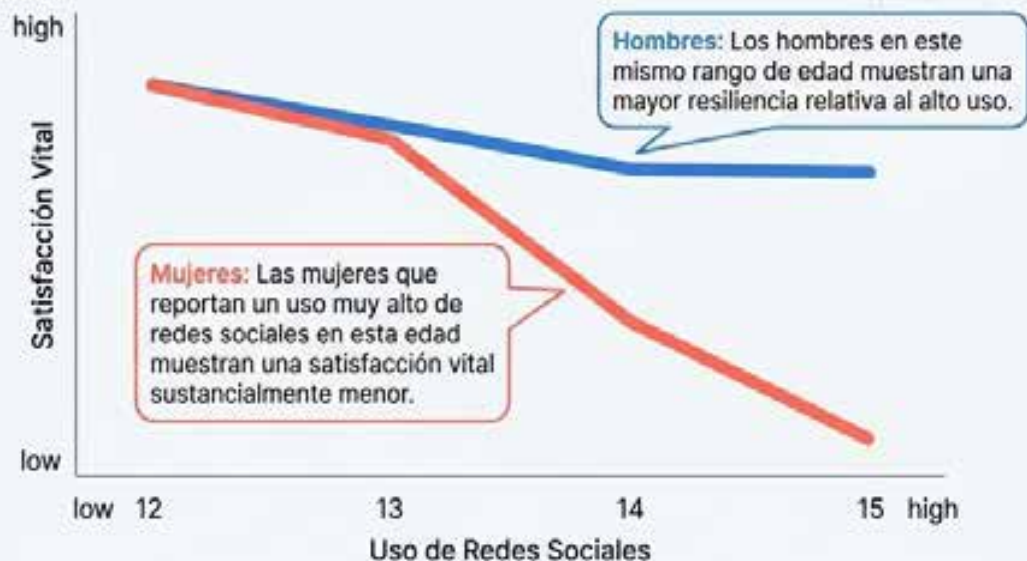 high
Hombres: Los hombres en este
mismo rango de edad muestran una
mayor resiliencia relativa al alto uso.
Satisfacción Vital
Mujeres: Las mujeres que
reportan un uso muy alto de
redes sociales en esta edad
muestran una satisfacción vital
sustancialmente menor.
low
low 12 13 14 15 high
Uso de Redes Sociales